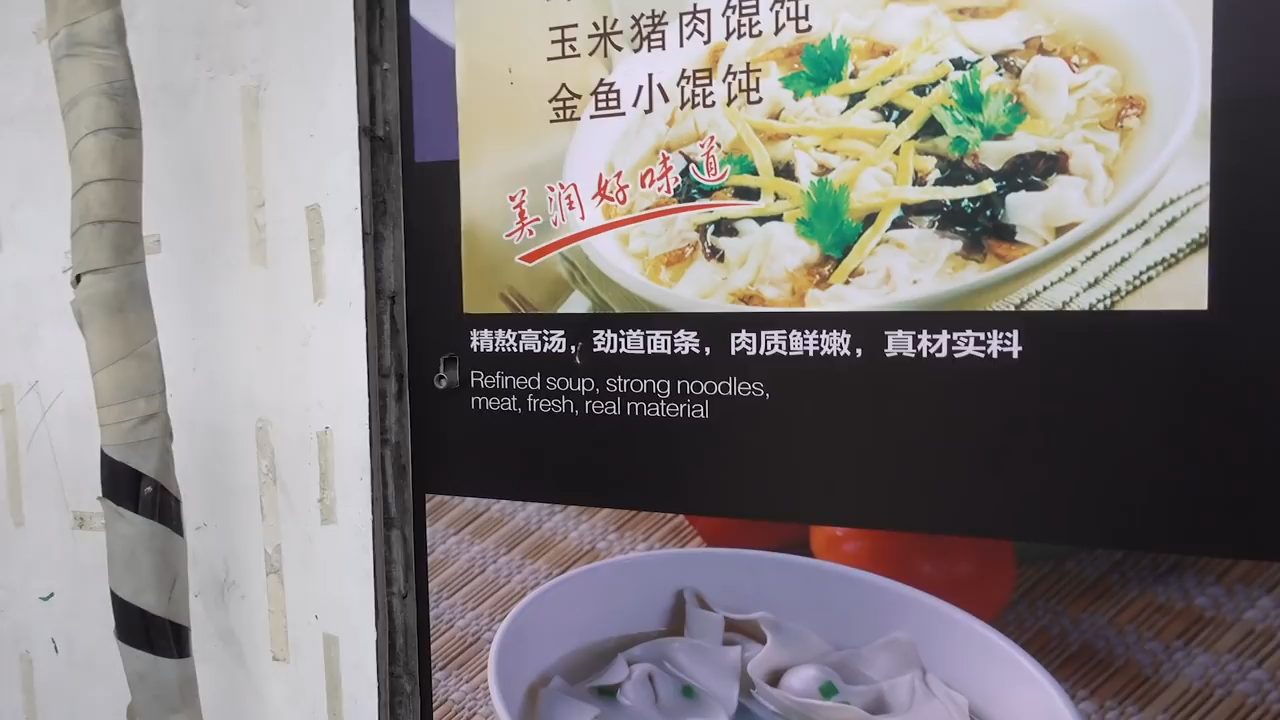 玉米猪肉馄饨
金鱼小馄饨
美润好味道
精熬高汤，劲道面条，肉质鲜嫩，真材实料
Refined soup, strong noodles,
meat, fresh, real material